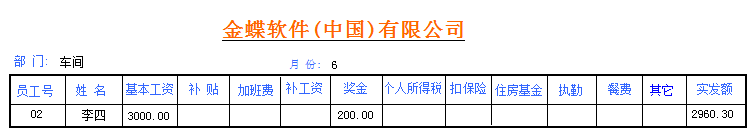 金蝶软件(中国)有限公司
部 门: 车间 月 份: 6
员工号 姓 名 基本工资 补 贴 加班费 补工资 奖金 个人所得税 扣保险 住房基金 执勤 餐费 其它 实发额
02 李四 3000.00 200.00 2960.30